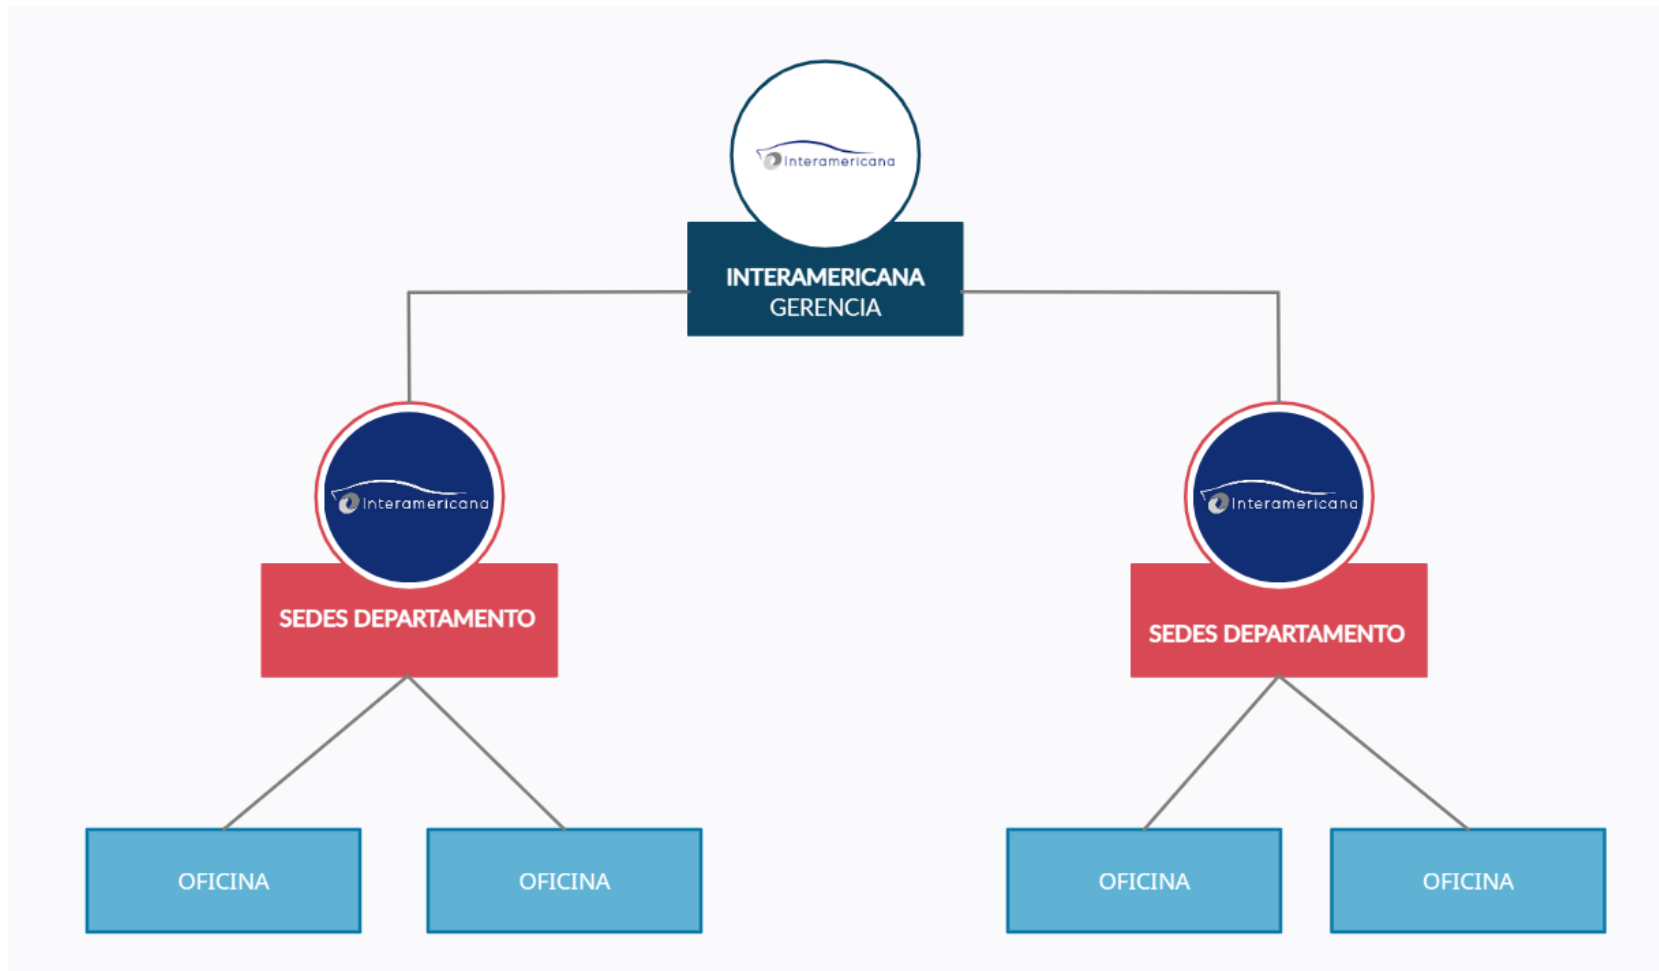 Interamericana
INTERAMERICANA
GERENCIA
Interamericana
Interamericana
SEDES DEPARTAMENTO
SEDES DEPARTAMENTO
OFICINA
OFICINA
OFICINA
OFICINA